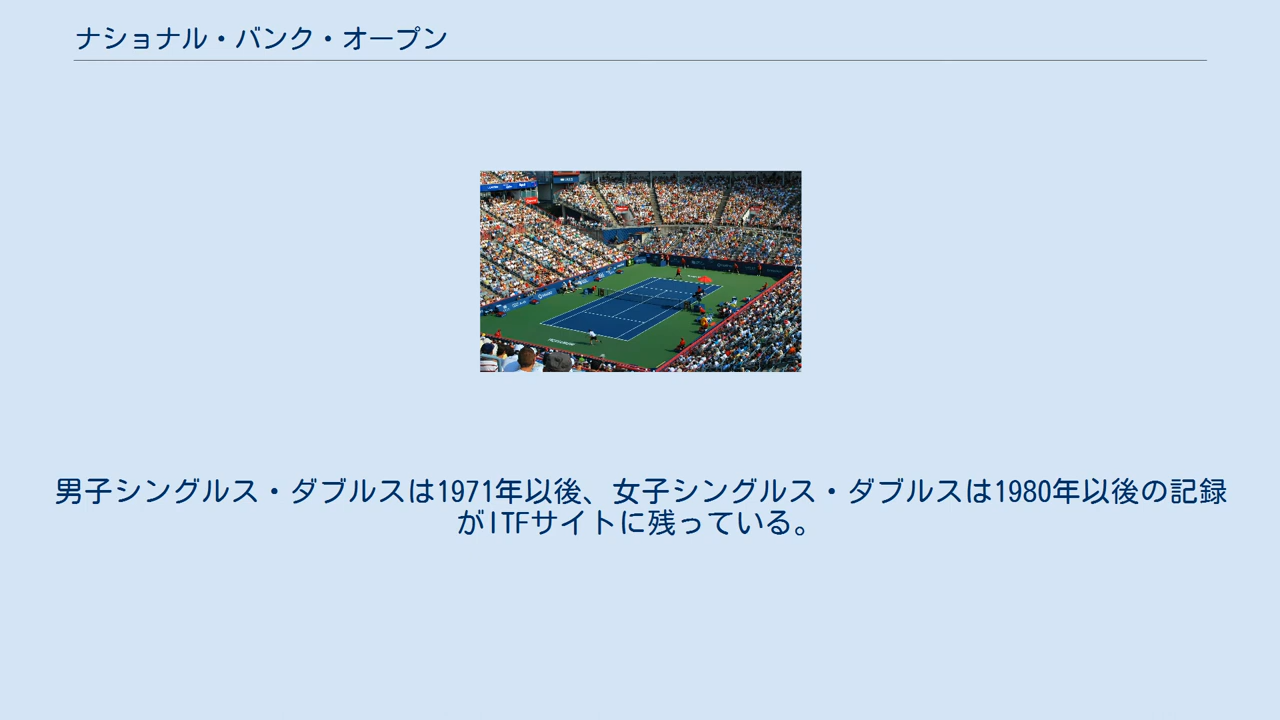 ナショナル・バンク・オープン
男子シングルス・ダブルスは1971年以後、女子シングルス・ダブルスは1980年以後の記録
がITFサイトに残っている。